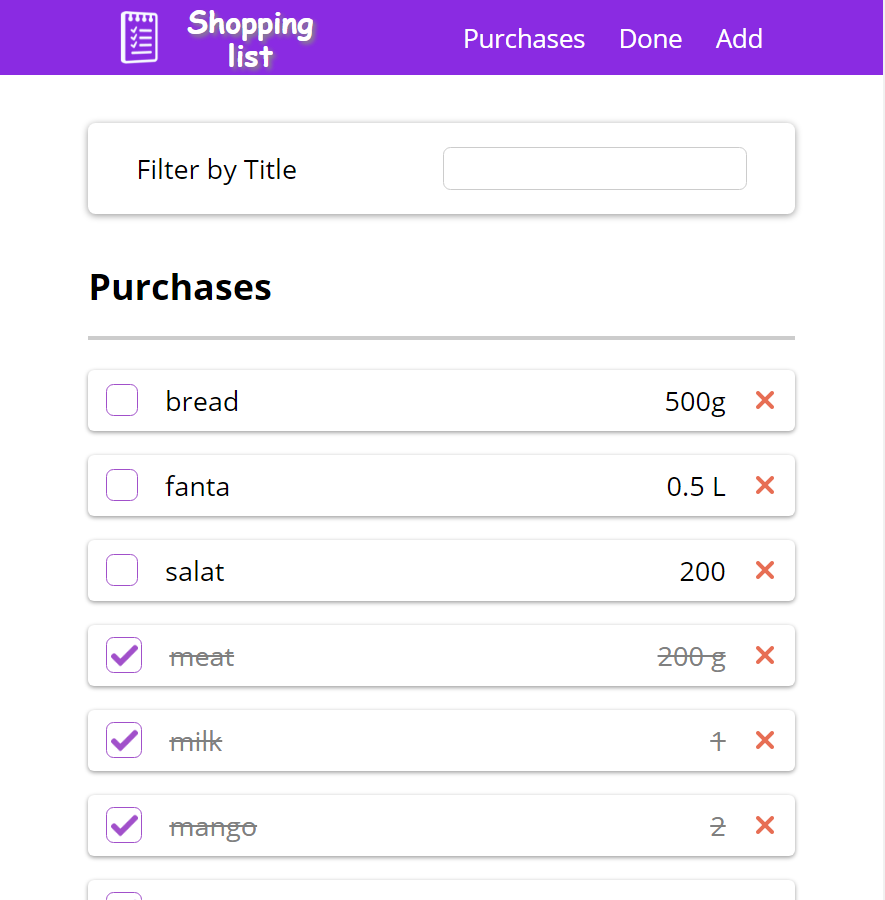 Shopping
list
Purchases Done Add
Filter by Title
Purchases
bread 500g
fanta 0.5 L
salat 200
meat 200 g
milk 1
mango 2